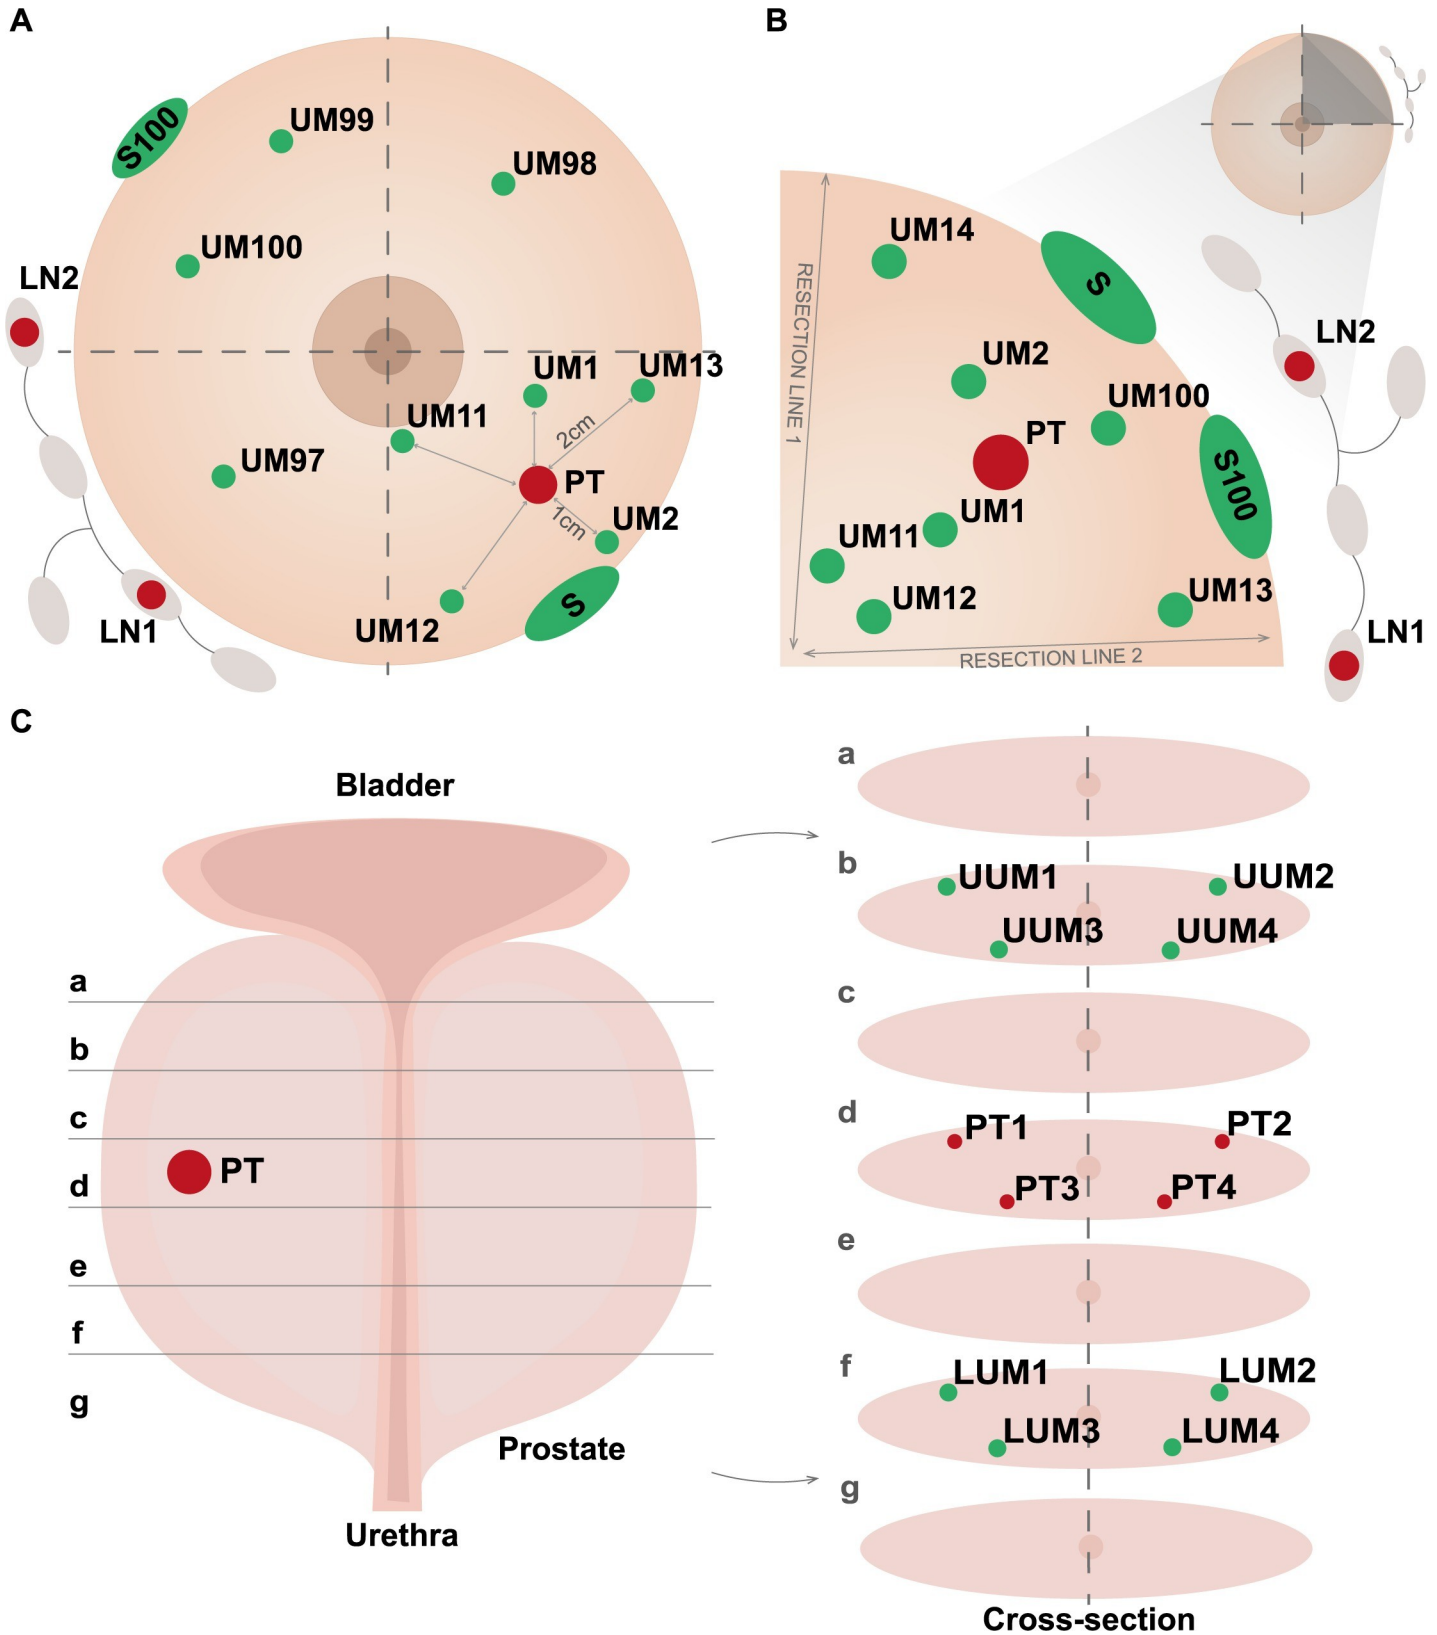 A
S100
UM99
UM98
UM100
LN2
UM1
UM13
UM11
2cm
UM97
PT
1cm
UM2
S
LN1
UM12
B
UM14
S
RESECTION LINE 1
LN2
UM2
UM100
PT
S100
UM1
UM11
UM12
UM13
LN1
RESECTION LINE 2
C
Bladder
a
b
c
PT
d
e
f
g
Prostate
Urethra
a
b
UUM1
UUM2
UUM3
UUM4
c
d
PT1
PT2
PT3
PT4
e
f
LUM1
LUM2
LUM3
LUM4
g
Cross-section